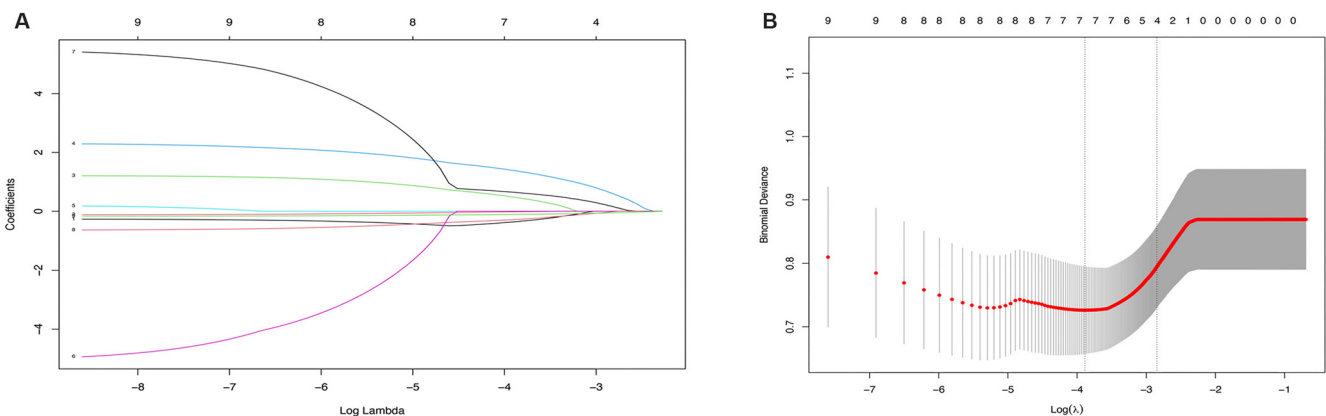 A
9 9 8 8 7 4
7
4
3
5
8
6
4
2
0
−2
−4
Coefficients
−8 −7 −6 −5 −4 −3
Log Lambda
B
9 9 8 8 8 8 8 8 8 8 7 7 7 7 7 6 5 4 2 1 0 0 0 0 0 0 0
1.1
1.0
0.9
0.8
0.7
Binomial Deviance
−7 −6 −5 −4 −3 −2 −1
Log(λ)